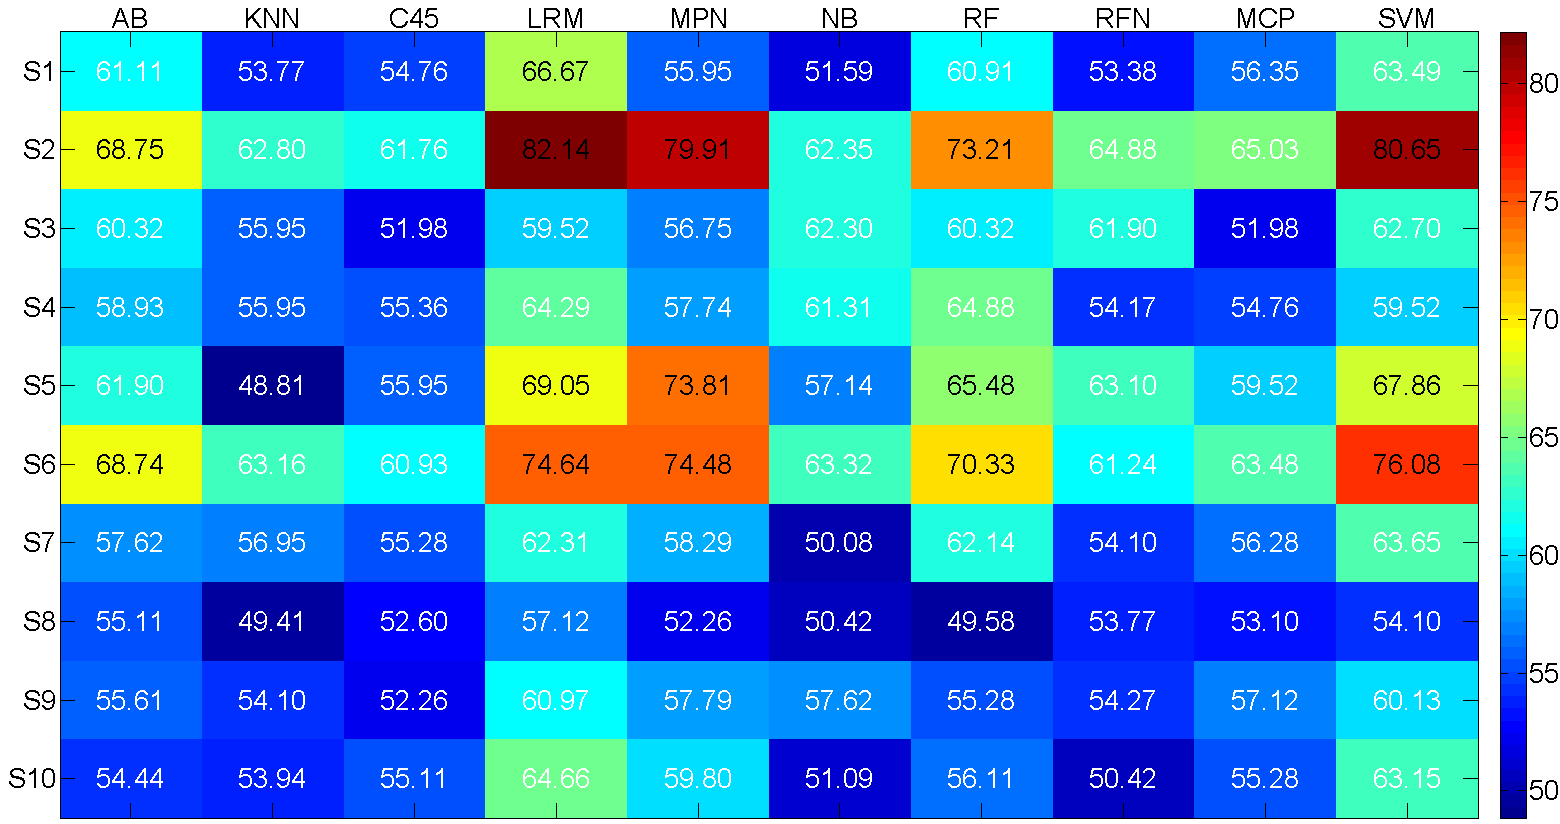 AB KNN C45 LRM MPN NB RF RFN MCP SVM
S1 61.11 53.77 54.76 66.67 55.95 51.59 60.91 53.38 56.35 63.49
S2 68.75 62.80 61.76 82.14 79.91 62.35 73.21 64.88 65.03 80.65
S3 60.32 55.95 51.98 59.52 56.75 62.30 60.32 61.90 51.98 62.70
S4 58.93 55.95 55.36 64.29 57.74 61.31 64.88 54.17 54.76 59.52
S5 61.90 48.81 55.95 69.05 73.81 57.14 65.48 63.10 59.52 67.86
S6 68.74 63.16 60.93 74.64 74.48 63.32 70.33 61.24 63.48 76.08
S7 57.62 56.95 55.28 62.31 58.29 50.08 62.14 54.10 56.28 63.65
S8 55.11 49.41 52.60 57.12 52.26 50.42 49.58 53.77 53.10 54.10
S9 55.61 54.10 52.26 60.97 57.79 57.62 55.28 54.27 57.12 60.13
S10 54.44 53.94 55.11 64.66 59.80 51.09 56.11 50.42 55.28 63.15
80
75
70
65
60
55
50